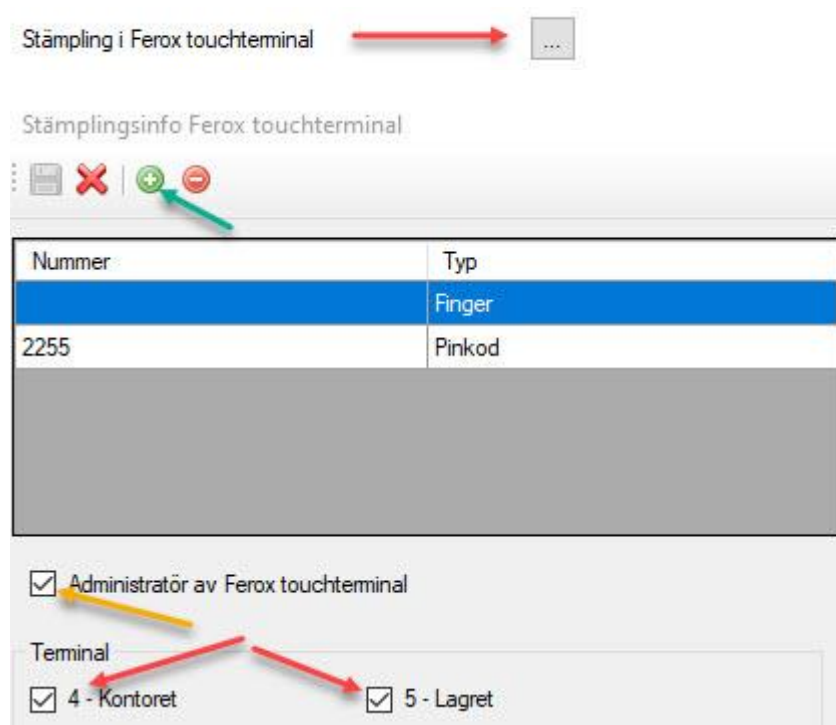 Stämpling i Ferox touchterminal ...
Stämplingsinfo Ferox touchterminal
Nummer Typ
Finger
2255 Pinkod
Administratör av Ferox touchterminal
Terminal
4 - Kontoret 5 - Lagret